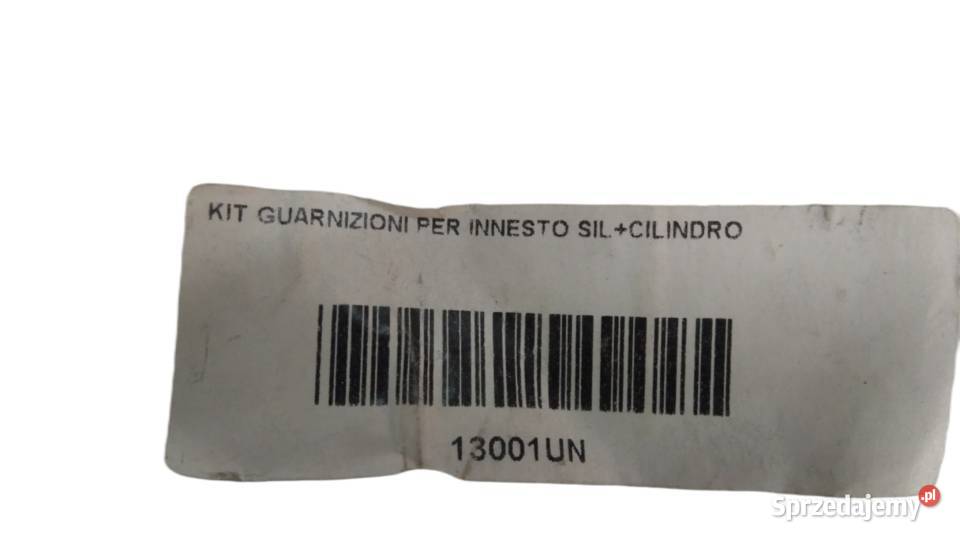 KIT GUARNIZIONI PER INNESTO SIL.+CILINDRO
13001UN
Sprzedajemy.pl